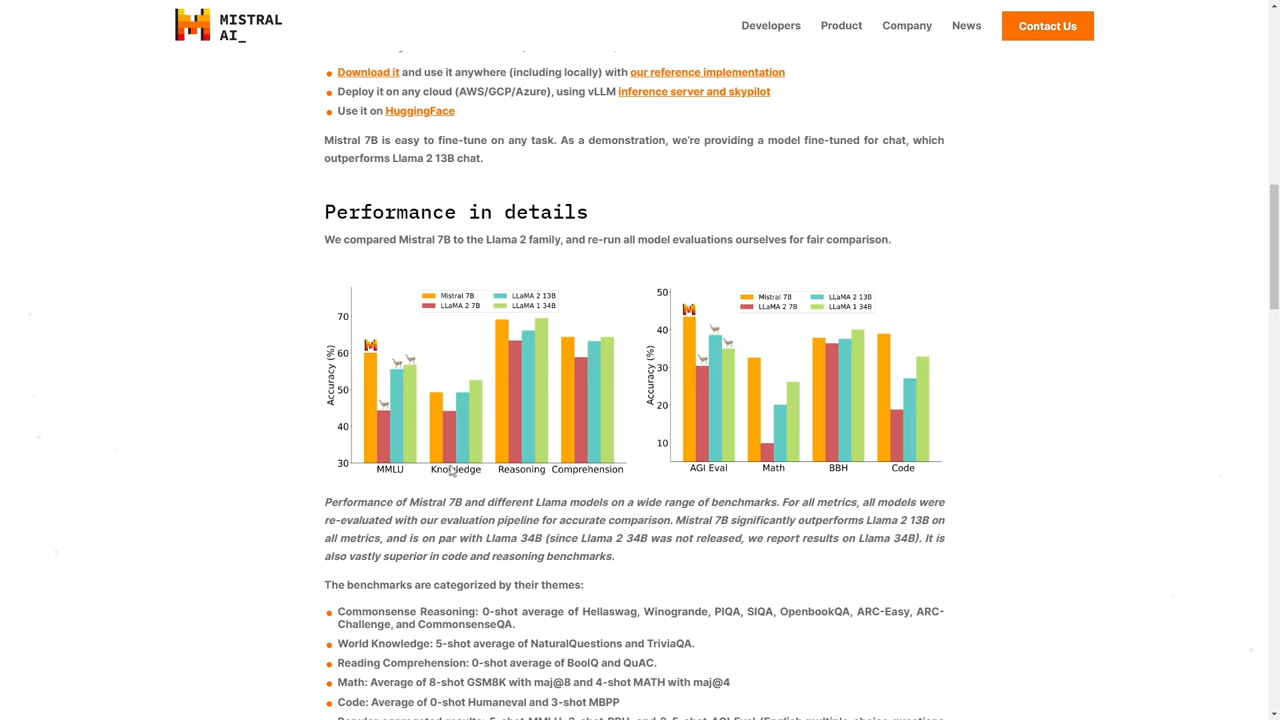 MISTRAL
AI_
Developers
Product
Company
News
Contact Us
Download it and use it anywhere (including locally) with our reference implementation
Deploy it on any cloud (AWS/GCP/Azure), using vLLM inference server and skypilot
Use it on HuggingFace
Mistral 7B is easy to fine-tune on any task. As a demonstration, we’re providing a model fine-tuned for chat, which
outperforms Llama 2 13B chat.
Performance in details
We compared Mistral 7B to the Llama 2 family, and re-run all model evaluations ourselves for fair comparison.
Mistral 7B
LLaMA 2 13B
LLaMA 2 7B
LLaMA 1 34B
70
60
50
40
30
Accuracy (%)
MMLU
Knowledge
Reasoning
Comprehension
Mistral 7B
LLaMA 2 13B
LLaMA 2 7B
LLaMA 1 34B
50
40
30
20
10
Accuracy (%)
AGI Eval
Math
BBH
Code
Performance of Mistral 7B and different Llama models on a wide range of benchmarks. For all metrics, all models were
re-evaluated with our evaluation pipeline for accurate comparison. Mistral 7B significantly outperforms Llama 2 13B on
all metrics, and is on par with Llama 34B (since Llama 2 34B was not released, we report results on Llama 34B). It is
also vastly superior in code and reasoning benchmarks.
The benchmarks are categorized by their themes:
Commonsense Reasoning: 0-shot average of Hellaswag, Winogrande, PIQA, SIQA, OpenbookQA, ARC-Easy, ARC-
Challenge, and CommonsenseQA.
World Knowledge: 5-shot average of NaturalQuestions and TriviaQA.
Reading Comprehension: 0-shot average of BoolQ and QuAC.
Math: Average of 8-shot GSM8K with maj@8 and 4-shot MATH with maj@4
Code: Average of 0-shot Humaneval and 3-shot MBPP